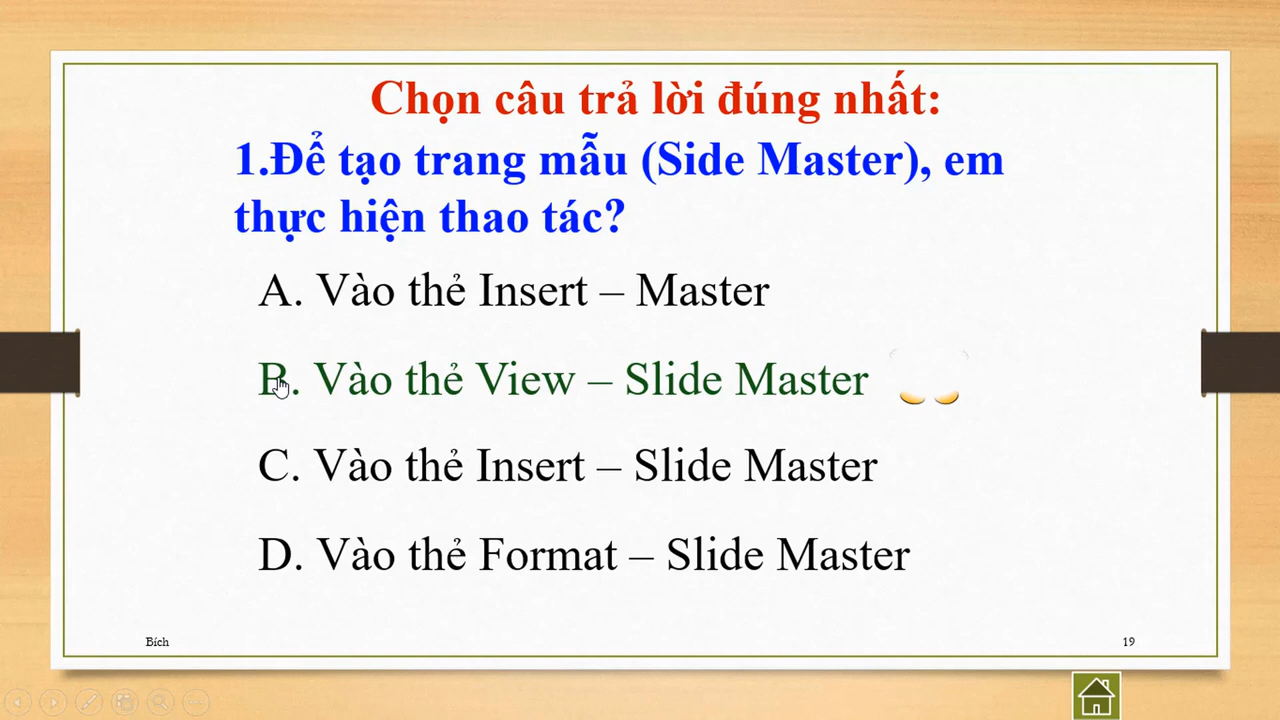 Chọn câu trả lời đúng nhất:
1.Để tạo trang mẫu (Side Master), em
thực hiện thao tác?
A. Vào thẻ Insert – Master
B. Vào thẻ View – Slide Master
C. Vào thẻ Insert – Slide Master
D. Vào thẻ Format – Slide Master
Bích
19